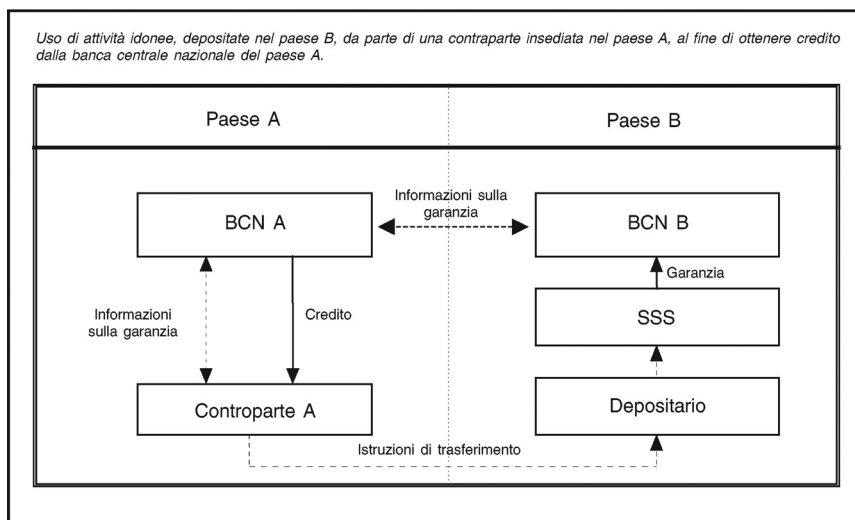 Uso di attività idonee, depositate nel paese B, da parte di una contraparte insediata nel paese A, al fine di ottenere credito
dalla banca centrale nazionale del paese A.
Paese A
Paese B
BCN A
Informazioni sulla
garanzia
BCN B
Garanzia
Informazioni
sulla garanzia
Credito
SSS
Controparte A
Depositario
Istruzioni di trasferimento